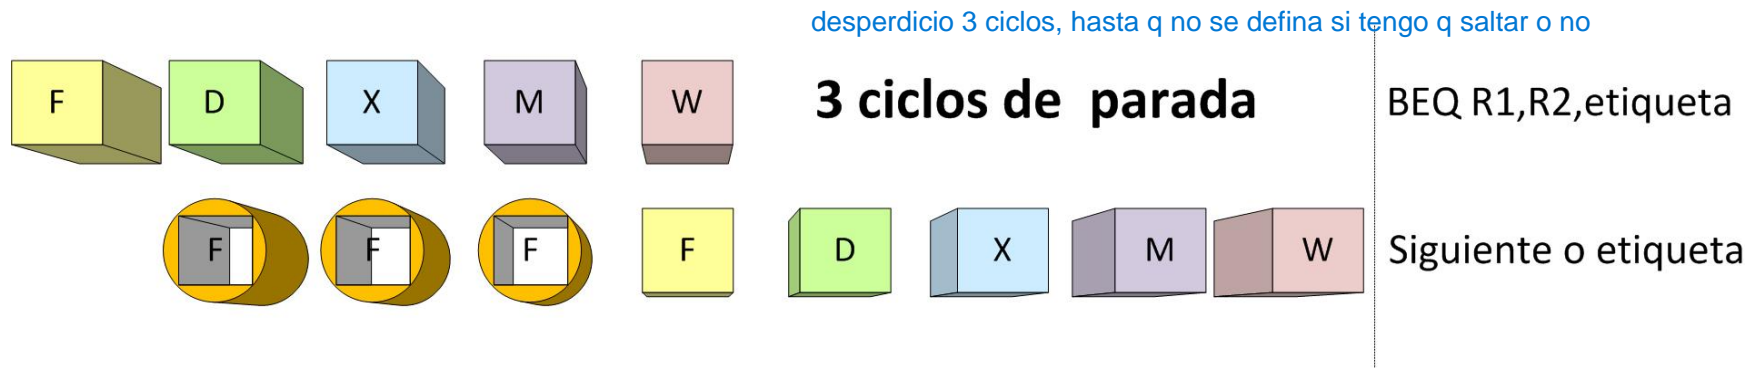 desperdicio 3 ciclos, hasta q no se defina si tengo q saltar o no
F D X M W 3 ciclos de parada BEQ R1,R2,etiqueta
F F F F D X M W Siguiente o etiqueta